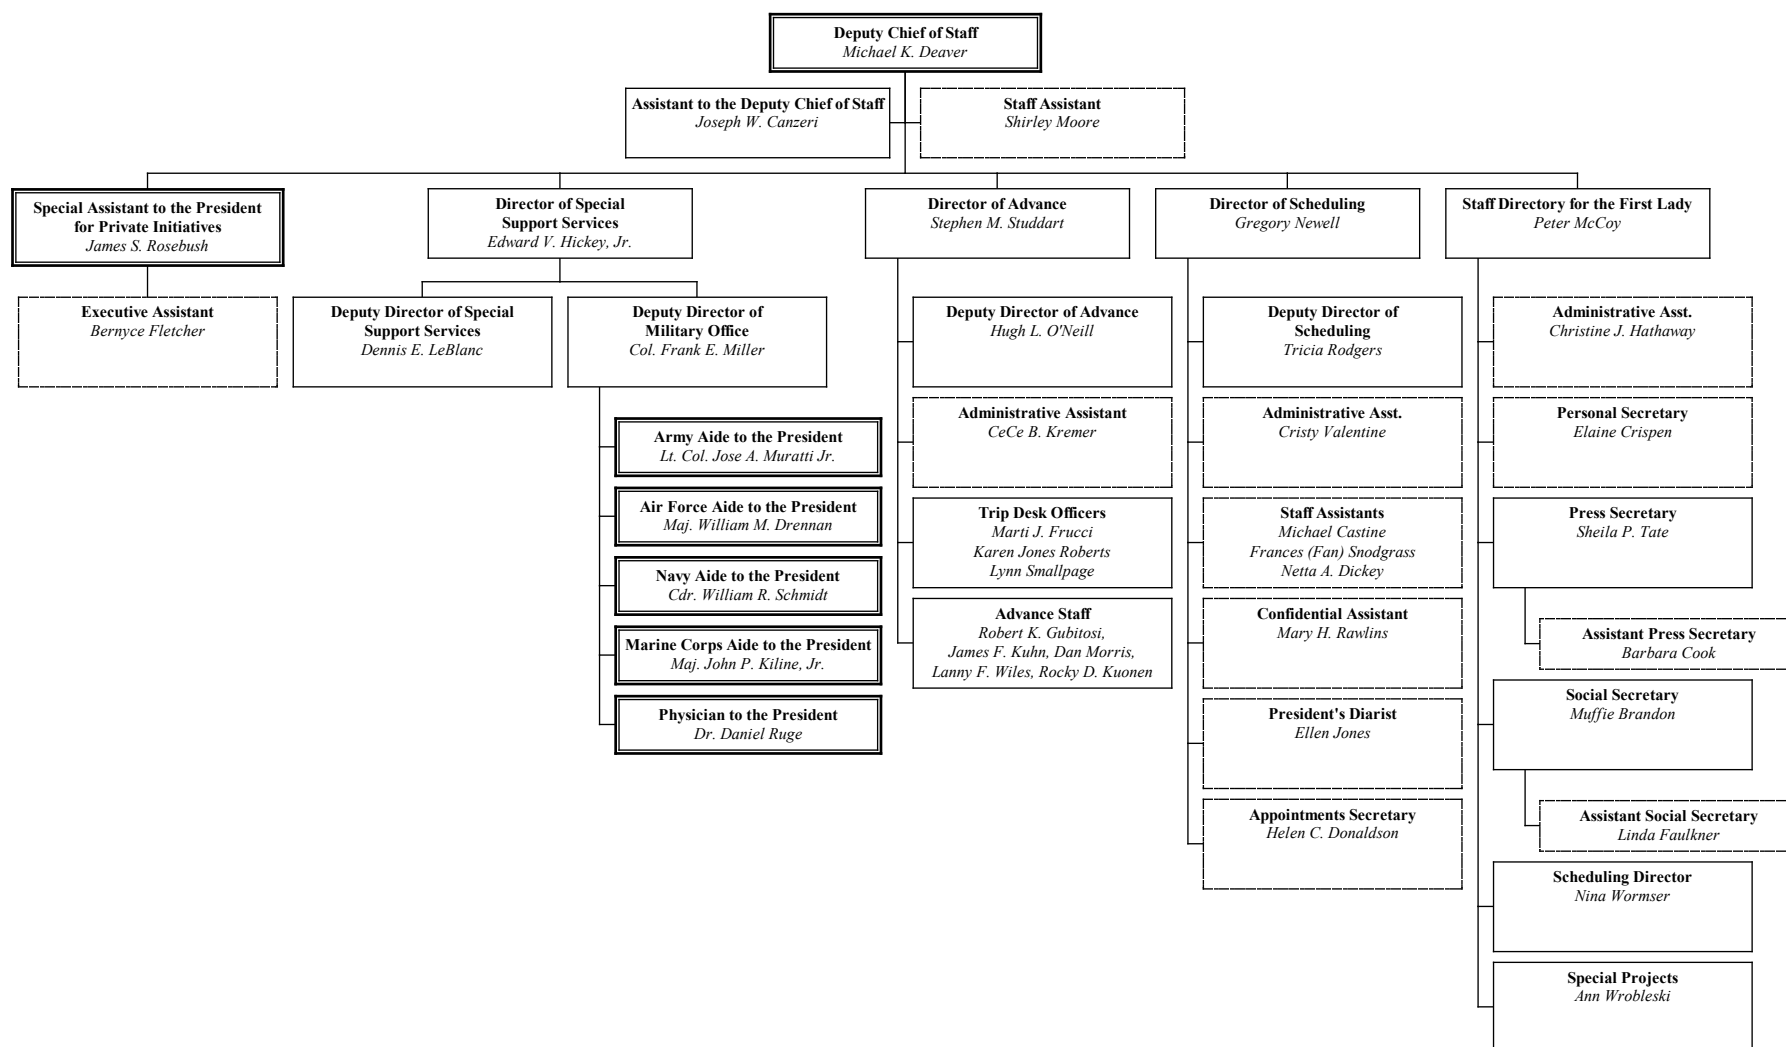 Deputy Chief of Staff
Michael K. Deaver
Assistant to the Deputy Chief of Staff
Joseph W. Canzeri
Staff Assistant
Shirley Moore
Special Assistant to the President
for Private Initiatives
James S. Rosebush
Executive Assistant
Bernyce Fletcher
Director of Special
Support Services
Edward V. Hickey, Jr.
Deputy Director of Special
Support Services
Dennis E. LeBlanc
Deputy Director of
Military Office
Col. Frank E. Miller
Army Aide to the President
Lt. Col. Jose A. Muratti Jr.
Air Force Aide to the President
Maj. William M. Drennan
Navy Aide to the President
Cdr. William R. Schmidt
Marine Corps Aide to the President
Maj. John P. Kiline, Jr.
Physician to the President
Dr. Daniel Ruge
Director of Advance
Stephen M. Studdart
Deputy Director of Advance
Hugh L. O'Neill
Administrative Assistant
CeCe B. Kremer
Trip Desk Officers
Marti J. Frucci
Karen Jones Roberts
Lynn Smallpage
Advance Staff
Robert K. Gubitosi,
James F. Kuhn, Dan Morris,
Lanny F. Wiles, Rocky D. Kuonen
Director of Scheduling
Gregory Newell
Deputy Director of
Scheduling
Tricia Rodgers
Administrative Asst.
Cristy Valentine
Staff Assistants
Michael Castine
Frances (Fan) Snodgrass
Netta A. Dickey
Confidential Assistant
Mary H. Rawlins
President's Diarist
Ellen Jones
Appointments Secretary
Helen C. Donaldson
Staff Directory for the First Lady
Peter McCoy
Administrative Asst.
Christine J. Hathaway
Personal Secretary
Elaine Crispen
Press Secretary
Sheila P. Tate
Assistant Press Secretary
Barbara Cook
Social Secretary
Muffie Brandon
Assistant Social Secretary
Linda Faulkner
Scheduling Director
Nina Wormser
Special Projects
Ann Wrobleski